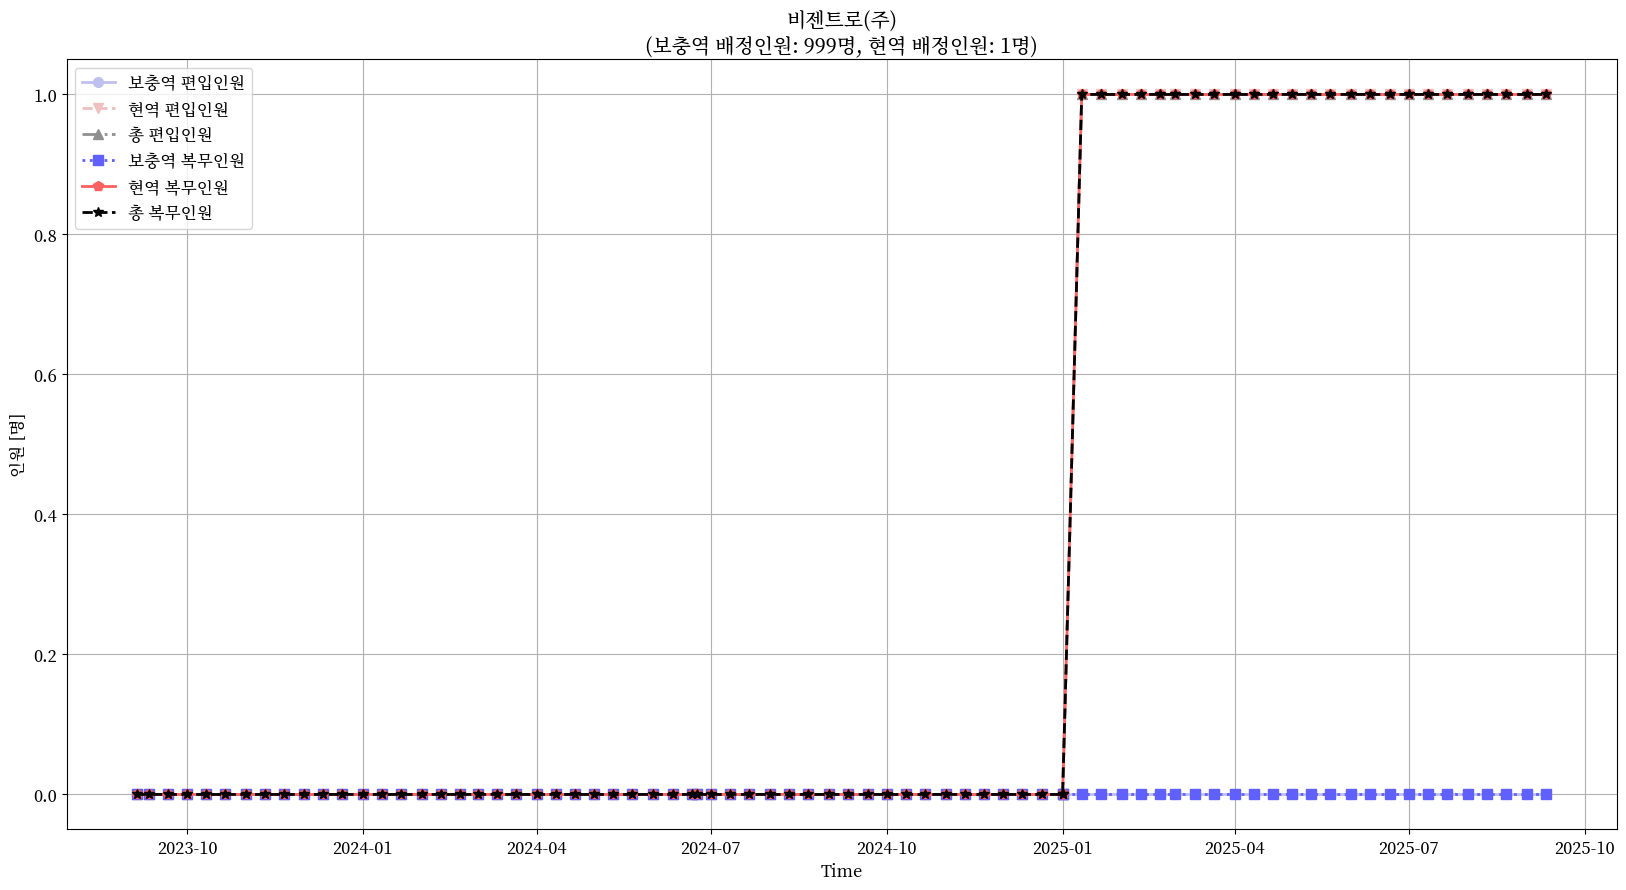 비젠트로(주)
(보충역 배정인원: 999명, 현역 배정인원: 1명)
보충역 편입인원
현역 편입인원
총 편입인원
보충역 복무인원
현역 복무인원
총 복무인원
1.0
0.8
0.6
0.4
0.2
0.0
인원 [명]
2023-10
2024-01
2024-04
2024-07
2024-10
2025-01
2025-04
2025-07
2025-10
Time